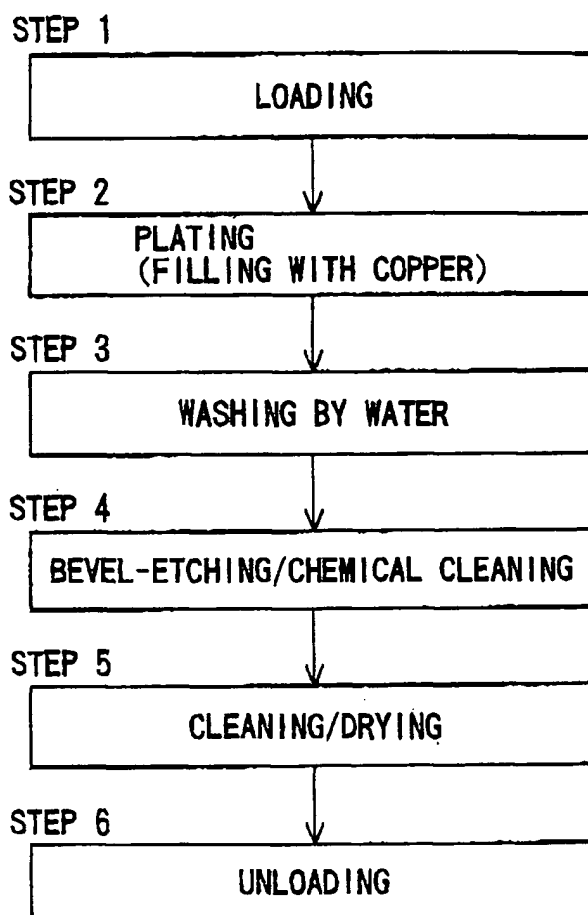 STEP 1
LOADING
STEP 2
PLATING
(FILLING WITH COPPER)
STEP 3
WASHING BY WATER
STEP 4
BEVEL-ETCHING/CHEMICAL CLEANING
STEP 5
CLEANING/DRYING
STEP 6
UNLOADING